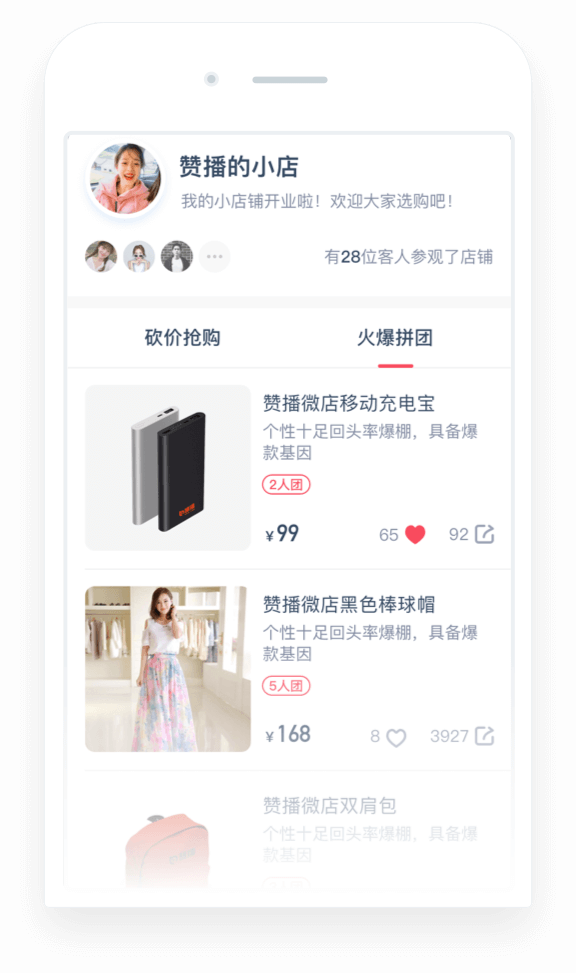 赞播的小店
我的小店铺开业啦！欢迎大家选购吧！
有28位客人参观了店铺
砍价抢购
火爆拼团
赞播微店移动充电宝
个性十足回头率爆棚，具备爆
款基因
2人团
¥99
65
92
赞播微店黑色棒球帽
个性十足回头率爆棚，具备爆
款基因
5人团
¥168
8
3927
赞播微店双肩包
个性十足回头率爆棚，具备爆
款基因